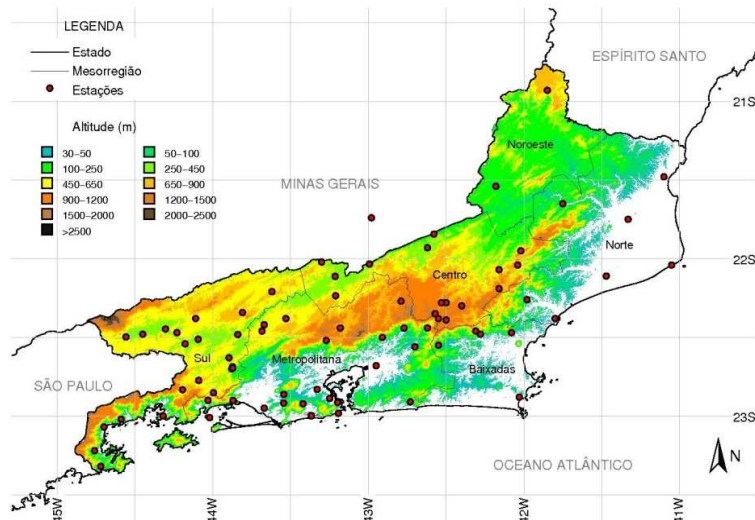 LEGENDA
Estado
Mesorregião
Estações
Altitude (m)
30-50
50-100
100-250
250-450
450-650
650-900
900-1200
1200-1500
1500-2000
2000-2500
>2500
ESPÍRITO SANTO
21S
Noroeste
MINAS GERAIS
Norte
22S
Centro
Sul
Metropolitana
Baixadas
SÃO PAULO
23S
OCEANO ATLÂNTICO
N
45W
44W
43W
42W
41W